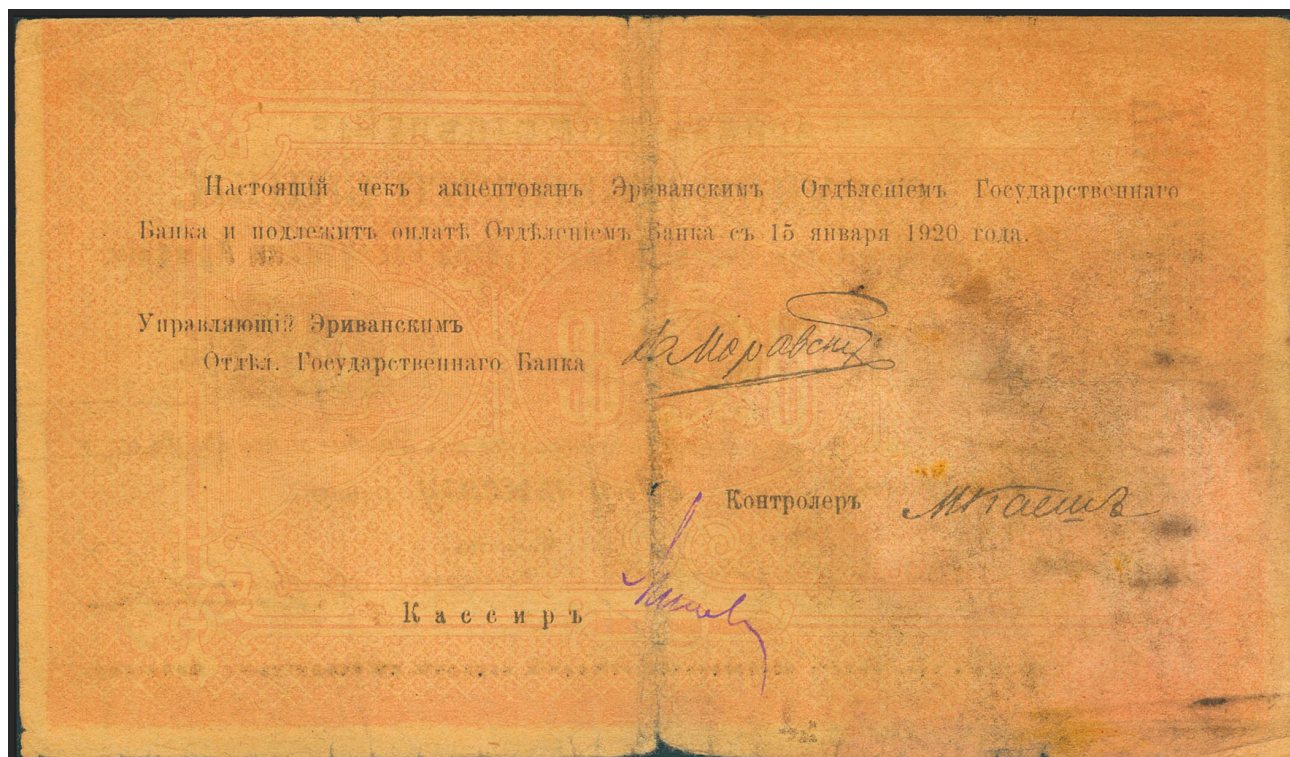 Настоящій чекъ акцептованъ Эриванскимъ Отдѣленіемъ Государственнаго
Банка и подлежитъ оплатѣ Отдѣленіемъ Банка съ 15 января 1920 года.
Управляющій Эриванскимъ
Отдѣл. Государственнаго Банка
Контролеръ
Кассиръ